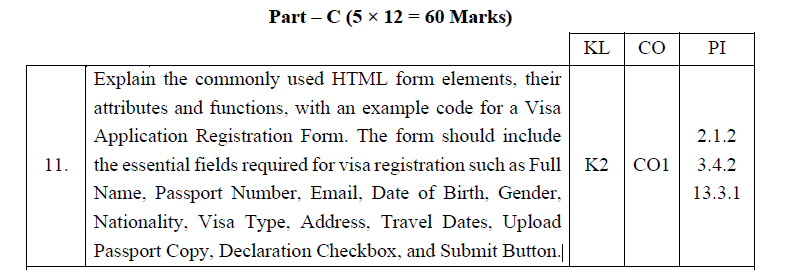 Part – C (5 × 12 = 60 Marks)
KL CO PI
Explain the commonly used HTML form elements, their
attributes and functions, with an example code for a Visa
Application Registration Form. The form should include 2.1.2
11. the essential fields required for visa registration such as Full K2 CO1 3.4.2
Name, Passport Number, Email, Date of Birth, Gender, 13.3.1
Nationality, Visa Type, Address, Travel Dates, Upload
Passport Copy, Declaration Checkbox, and Submit Button.